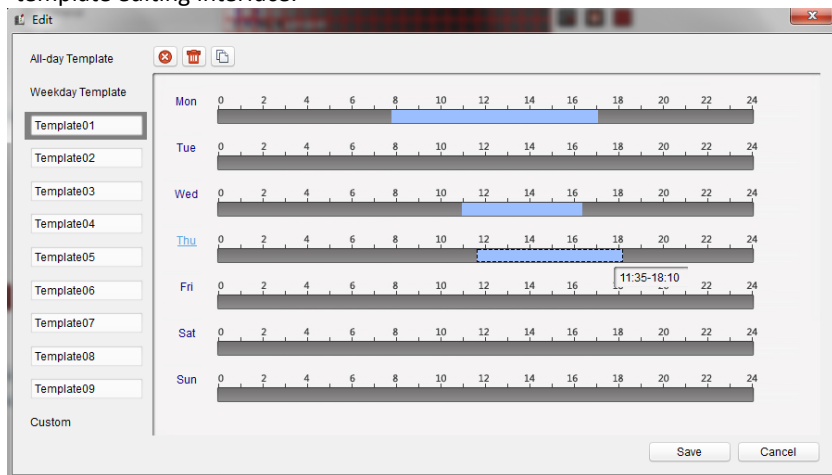 template editing interface.
Edit
All-day Template
Weekday Template
Template01
Template02
Template03
Template04
Template05
Template06
Template07
Template08
Template09
Custom
Mon 0 2 4 6 8 10 12 14 16 18 20 22 24
Tue 0 2 4 6 8 10 12 14 16 18 20 22 24
Wed 0 2 4 6 8 10 12 14 16 18 20 22 24
Thu 0 2 4 6 8 10 12 14 16 18 20 22 24
11:35-18:10
Fri 0 2 4 6 8 10 12 14 16 18 20 22 24
Sat 0 2 4 6 8 10 12 14 16 18 20 22 24
Sun 0 2 4 6 8 10 12 14 16 18 20 22 24
Save Cancel